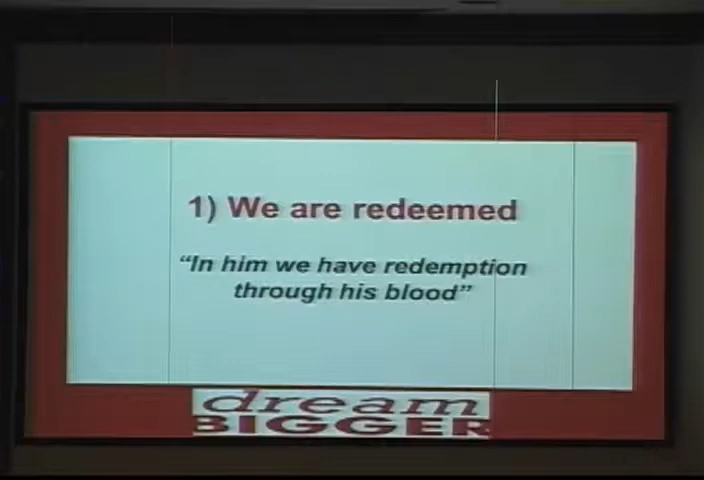 1) We are redeemed
“In him we have redemption
through his blood”
dream
BIGGER